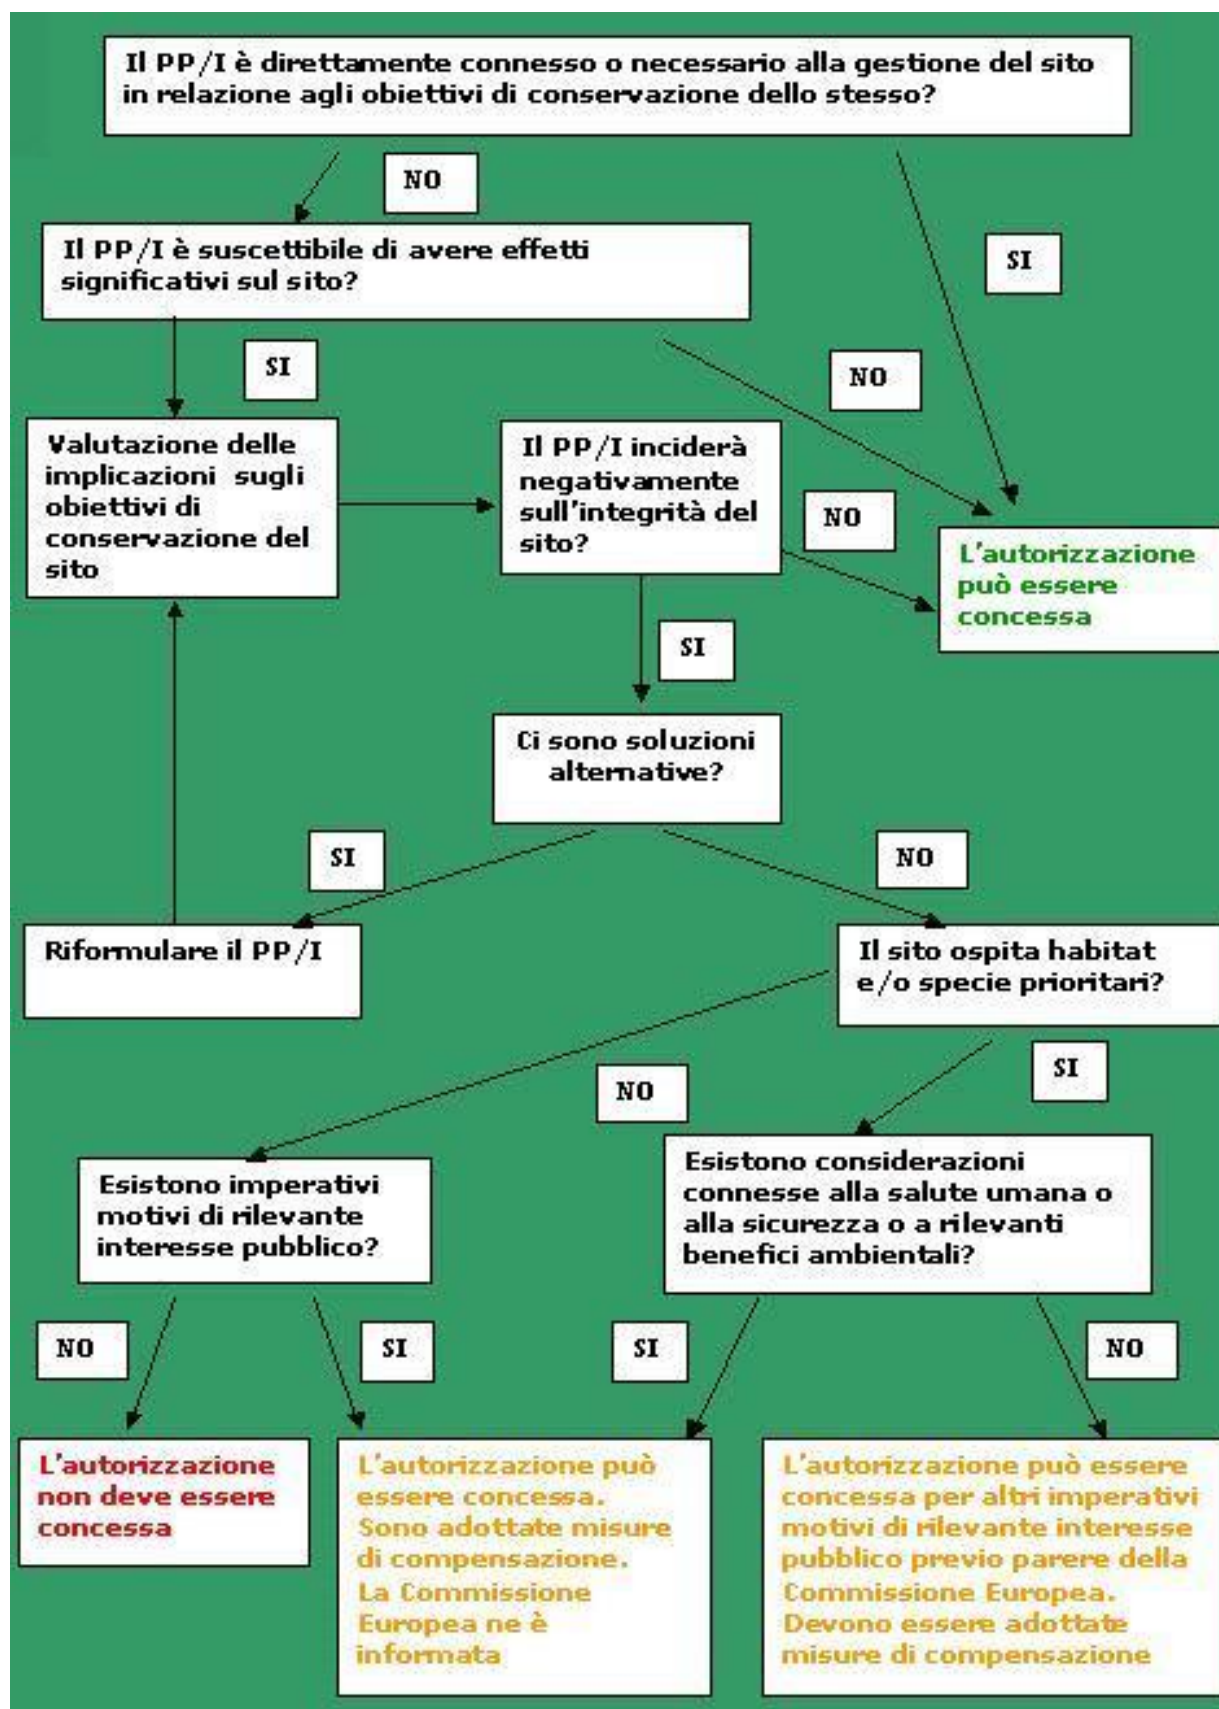 Il PP/I è direttamente connesso o necessario alla gestione del sito
in relazione agli obiettivi di conservazione dello stesso?
NO
SI
Il PP/I è suscettibile di avere effetti
significativi sul sito?
SI
NO
Valutazione delle
implicazioni sugli
obiettivi di
conservazione del
sito
Il PP/I inciderà
negativamente
sull'integrità del
sito?
NO
L'autorizzazione
può essere
concessa
SI
Ci sono soluzioni
alternative?
SI
NO
Riformulare il PP/I
Il sito ospita habitat
e/o specie prioritari?
NO
SI
Esistono imperativi
motivi di rilevante
interesse pubblico?
Esistono considerazioni
connesse alla salute umana o
alla sicurezza o a rilevanti
benefici ambientali?
NO
SI
SI
NO
L'autorizzazione
non deve essere
concessa
L'autorizzazione può
essere concessa.
Sono adottate misure
di compensazione.
La Commissione
Europea ne è
informata
L'autorizzazione può essere
concessa per altri imperativi
motivi di rilevante interesse
pubblico previo parere della
Commissione Europea.
Devono essere adottate
misure di compensazione